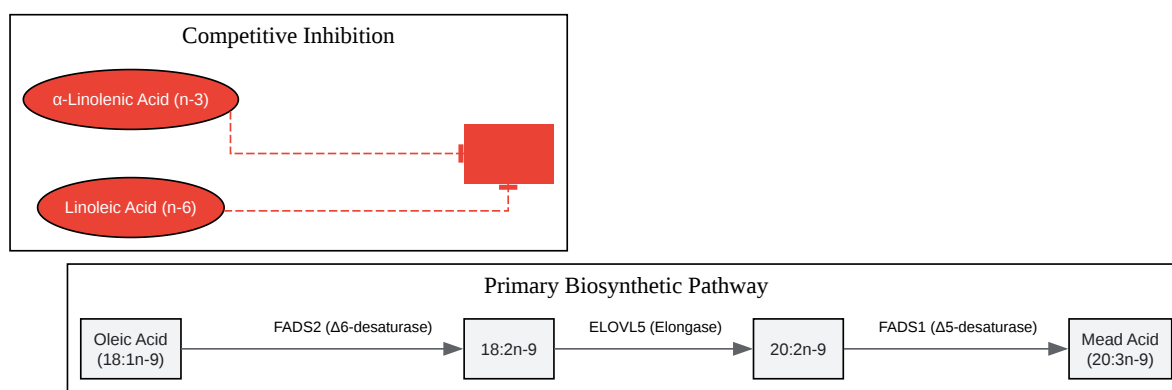 Competitive Inhibition
α-Linolenic Acid (n-3)
Linoleic Acid (n-6)
Primary Biosynthetic Pathway
Oleic Acid
(18:1n-9)
FADS2 (Δ6-desaturase)
18:2n-9
ELOVL5 (Elongase)
20:2n-9
FADS1 (Δ5-desaturase)
Mead Acid
(20:3n-9)